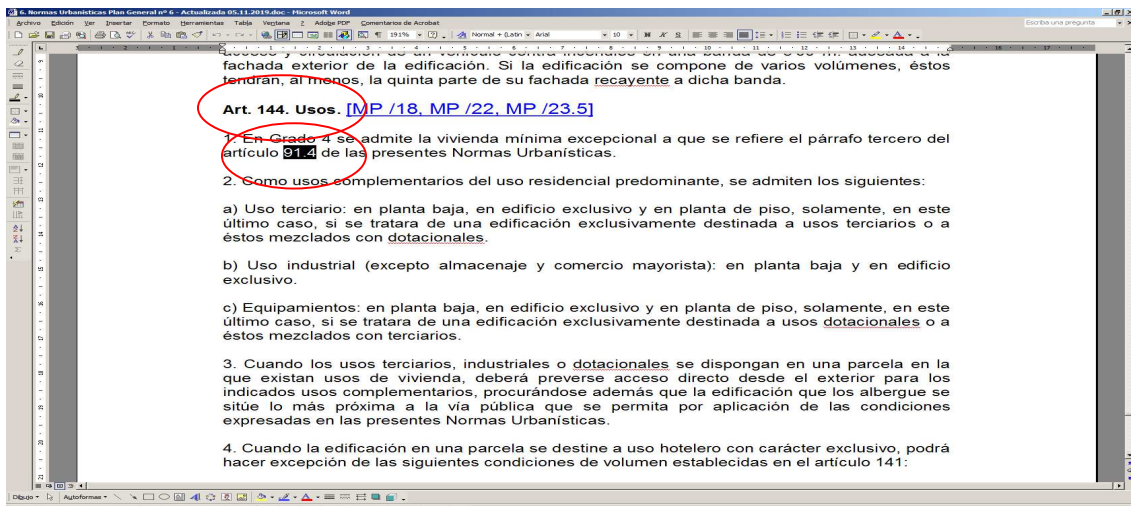 6. Normas Urbanísticas Plan General nº 6 - Actualizada 05.11.2019.doc - Microsoft Word
Archivo Edición Ver Insertar Formato Herramientas Tabla Ventana ? Adobe PDF Comentarios de Acrobat
Escriba una pregunta
191% Normal + (Latin Arial 10 N K S
fachada exterior de la edificación. Si la edificación se compone de varios volúmenes, éstos
tendrán, al menos, la quinta parte de su fachada recayente a dicha banda.
Art. 144. Usos. [MP /18, MP /22, MP /23.5]
1. En Grado 4 se admite la vivienda mínima excepcional a que se refiere el párrafo tercero del
artículo 91.4 de las presentes Normas Urbanísticas.
2. Como usos complementarios del uso residencial predominante, se admiten los siguientes:
a) Uso terciario: en planta baja, en edificio exclusivo y en planta de piso, solamente, en este
último caso, si se tratara de una edificación exclusivamente destinada a usos terciarios o a
éstos mezclados con dotacionales.
b) Uso industrial (excepto almacenaje y comercio mayorista): en planta baja y en edificio
exclusivo.
c) Equipamientos: en planta baja, en edificio exclusivo y en planta de piso, solamente, en este
último caso, si se tratara de una edificación exclusivamente destinada a usos dotacionales o a
éstos mezclados con terciarios.
3. Cuando los usos terciarios, industriales o dotacionales se dispongan en una parcela en la
que existan usos de vivienda, deberá preverse acceso directo desde el exterior para los
indicados usos complementarios, procurándose además que la edificación que los albergue se
sitúe lo más próxima a la vía pública que se permita por aplicación de las condiciones
expresadas en las presentes Normas Urbanísticas.
4. Cuando la edificación en una parcela se destine a uso hotelero con carácter exclusivo, podrá
hacer excepción de las siguientes condiciones de volumen establecidas en el artículo 141:
Dibujo Autoformas